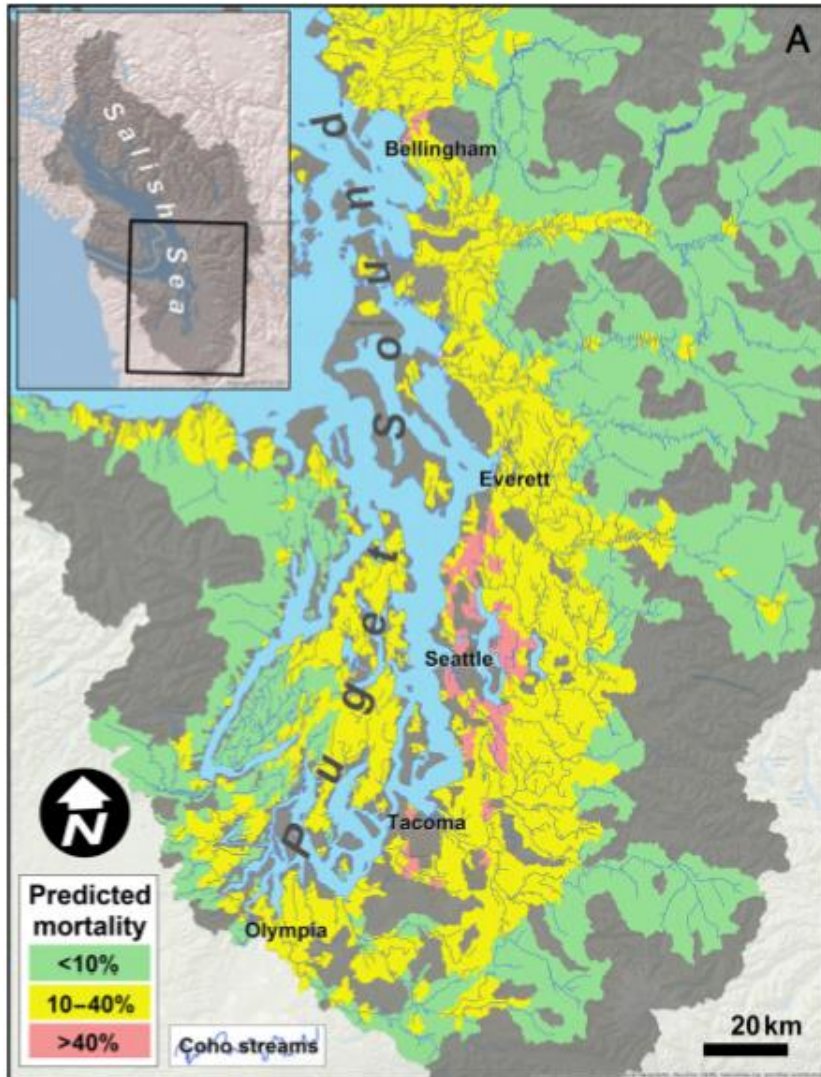 A
Salish Sea
Bellingham
Puget Sound
Everett
Seattle
Tacoma
Olympia
N
Predicted
mortality
<10%
10–40%
>40%
Coho streams
20 km